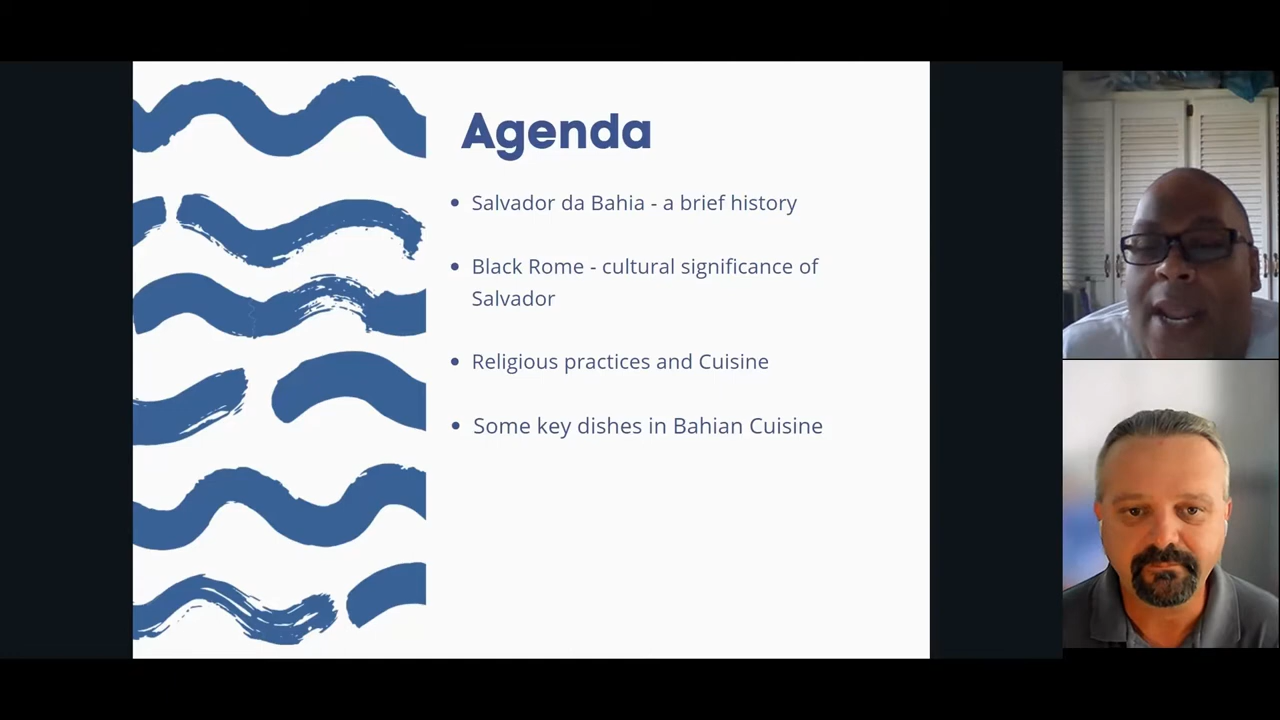 Agenda
Salvador da Bahia - a brief history
Black Rome - cultural significance of
Salvador
Religious practices and Cuisine
Some key dishes in Bahian Cuisine